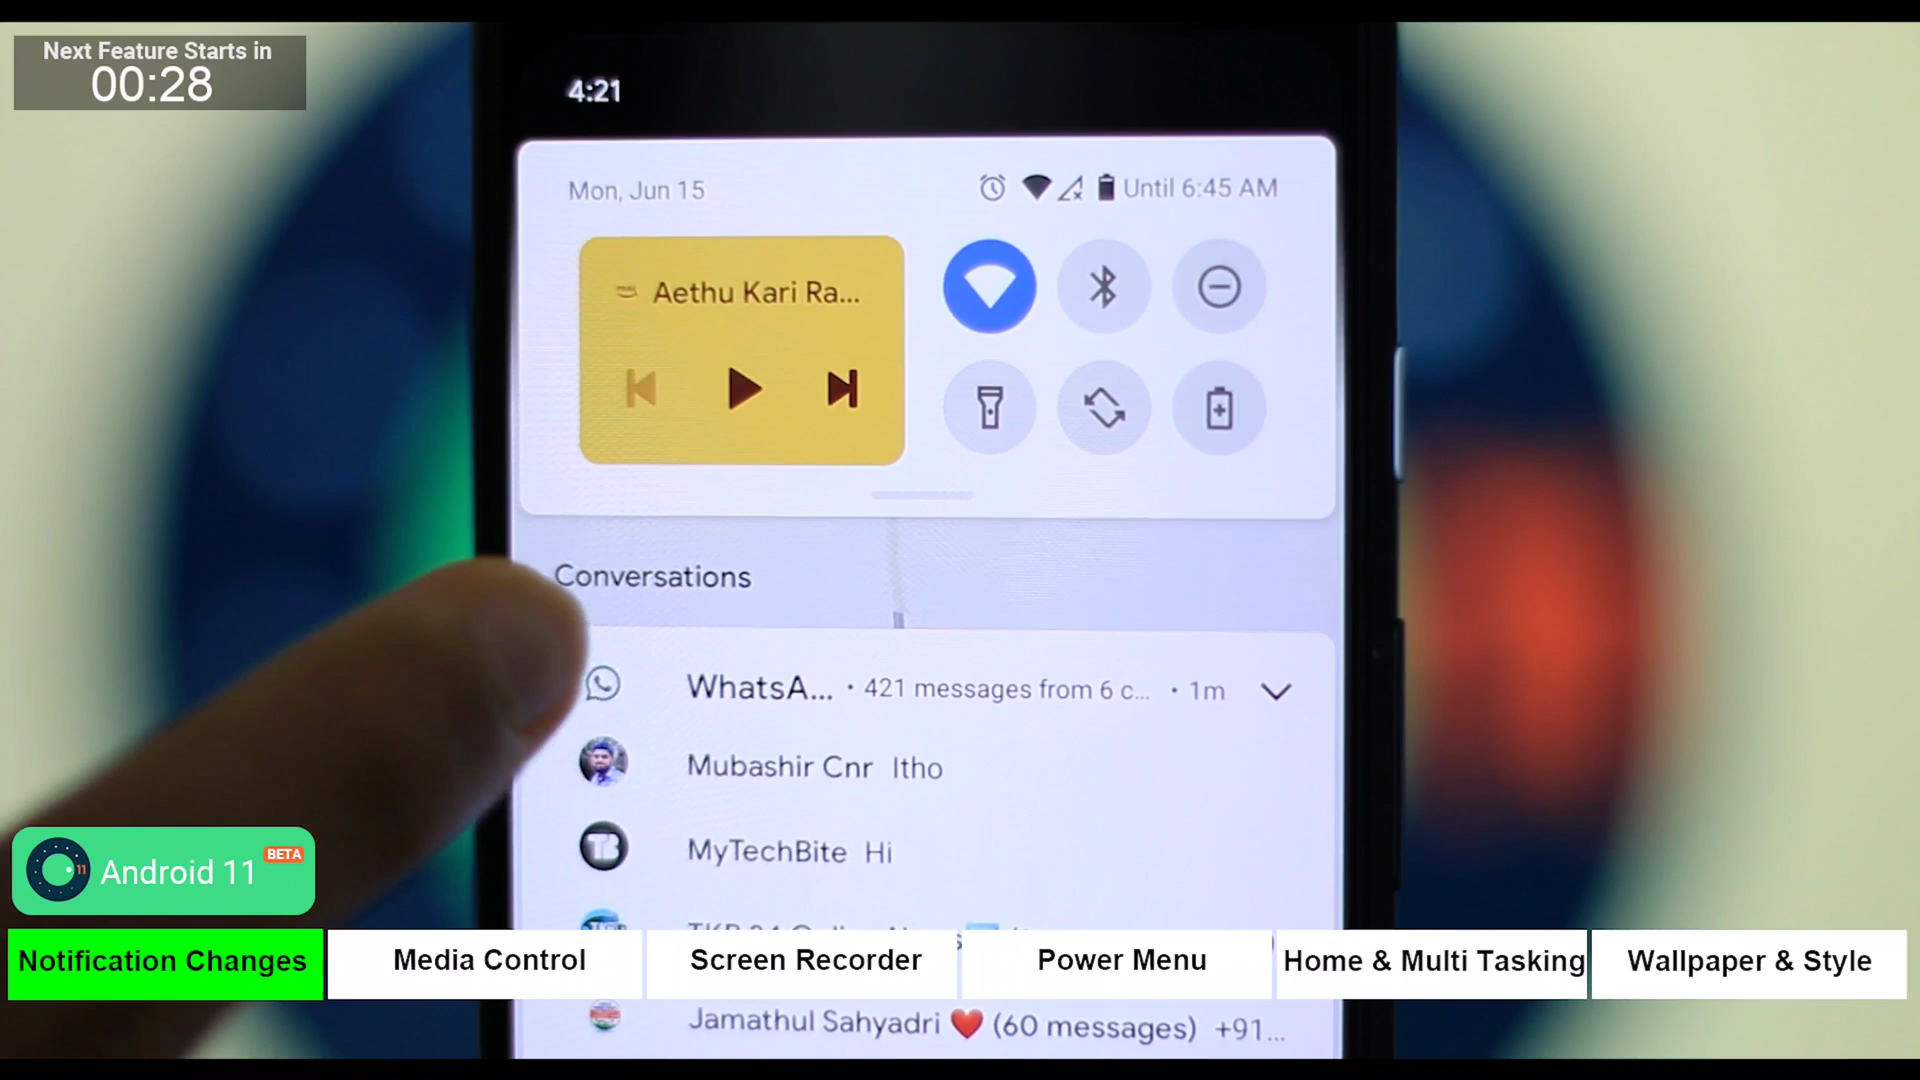 Next Feature Starts in
00:28
4:21
Mon, Jun 15
Until 6:45 AM
Aethu Kari Ra...
Conversations
WhatsA... • 421 messages from 6 c... • 1m
Mubashir Cnr Itho
MyTechBite Hi
Android 11 BETA
Notification Changes
Media Control
Screen Recorder
Power Menu
Home & Multi Tasking
Wallpaper & Style
Jamathul Sahyadri ❤️ (60 messages) +91...